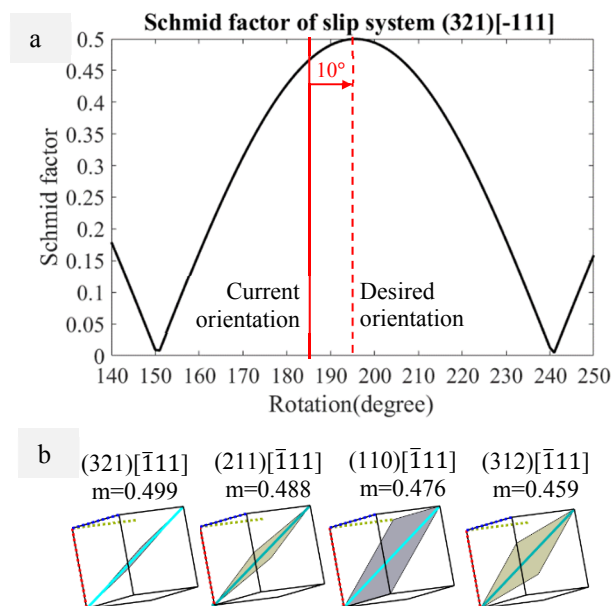 a
Schmid factor of slip system (321)[-111]
0.5
0.45
0.4
0.35
0.3
0.25
0.2
0.15
0.1
0.05
0
Schmid factor
10°
Current orientation
Desired orientation
140 150 160 170 180 190 200 210 220 230 240 250
Rotation(degree)
b
(321)[1̅11] (211)[1̅11] (110)[1̅11] (312)[1̅11]
m=0.499 m=0.488 m=0.476 m=0.459